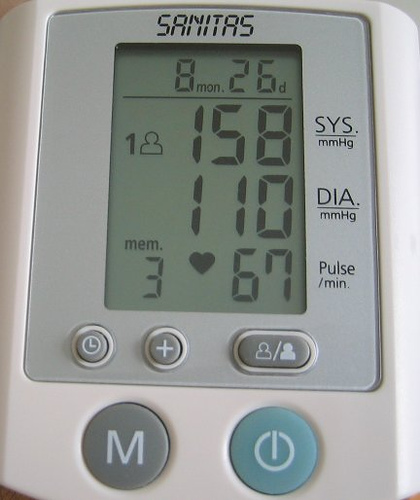 SANITAS
8mon. 26d
1 158 SYS. mmHg
110 DIA. mmHg
mem.
3 67 Pulse /min.
+ /
M